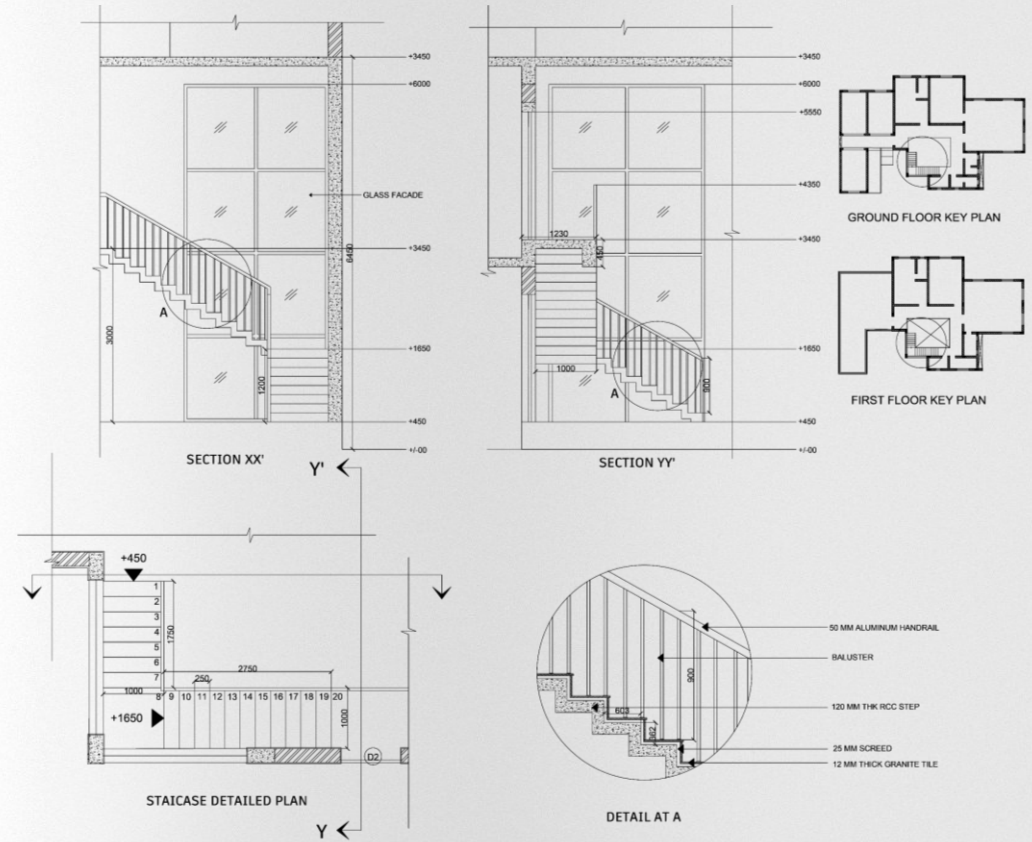 +3450
+6000
GLASS FACADE
+3450
6450
A
3000
+1650
1200
+450
+/-00
SECTION XX'
+3450
+6000
+5550
+4350
1230
+3450
450
+1650
1000
900
A
+450
+/-00
SECTION YY'
GROUND FLOOR KEY PLAN
FIRST FLOOR KEY PLAN
Y'
+450
1
2
3
4
5
6
7
1750
2750
250
1000
8 9 10 11 12 13 14 15 16 17 18 19 20
+1650
1000
D2
STAICASE DETAILED PLAN
Y
50 MM ALUMINUM HANDRAIL
BALUSTER
900
120 MM THK RCC STEP
603
362
25 MM SCREED
12 MM THICK GRANITE TILE
DETAIL AT A